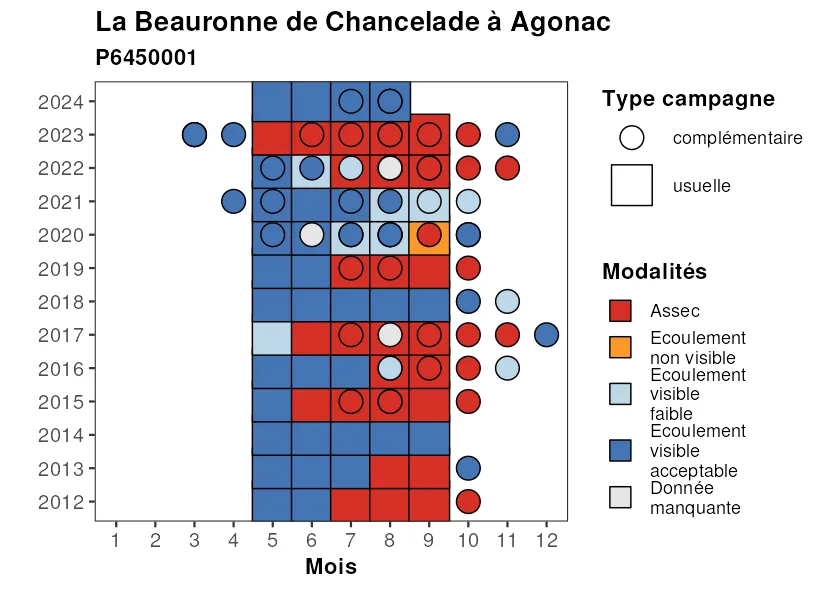 La Beauronne de Chancelade à Agonac
P6450001
2024
2023
2022
2021
2020
2019
2018
2017
2016
2015
2014
2013
2012
1 2 3 4 5 6 7 8 9 10 11 12
Mois
Type campagne
complémentaire
usuelle
Modalités
Assec
Ecoulement
non visible
Ecoulement
visible
faible
Ecoulement
visible
acceptable
Donnée
manquante